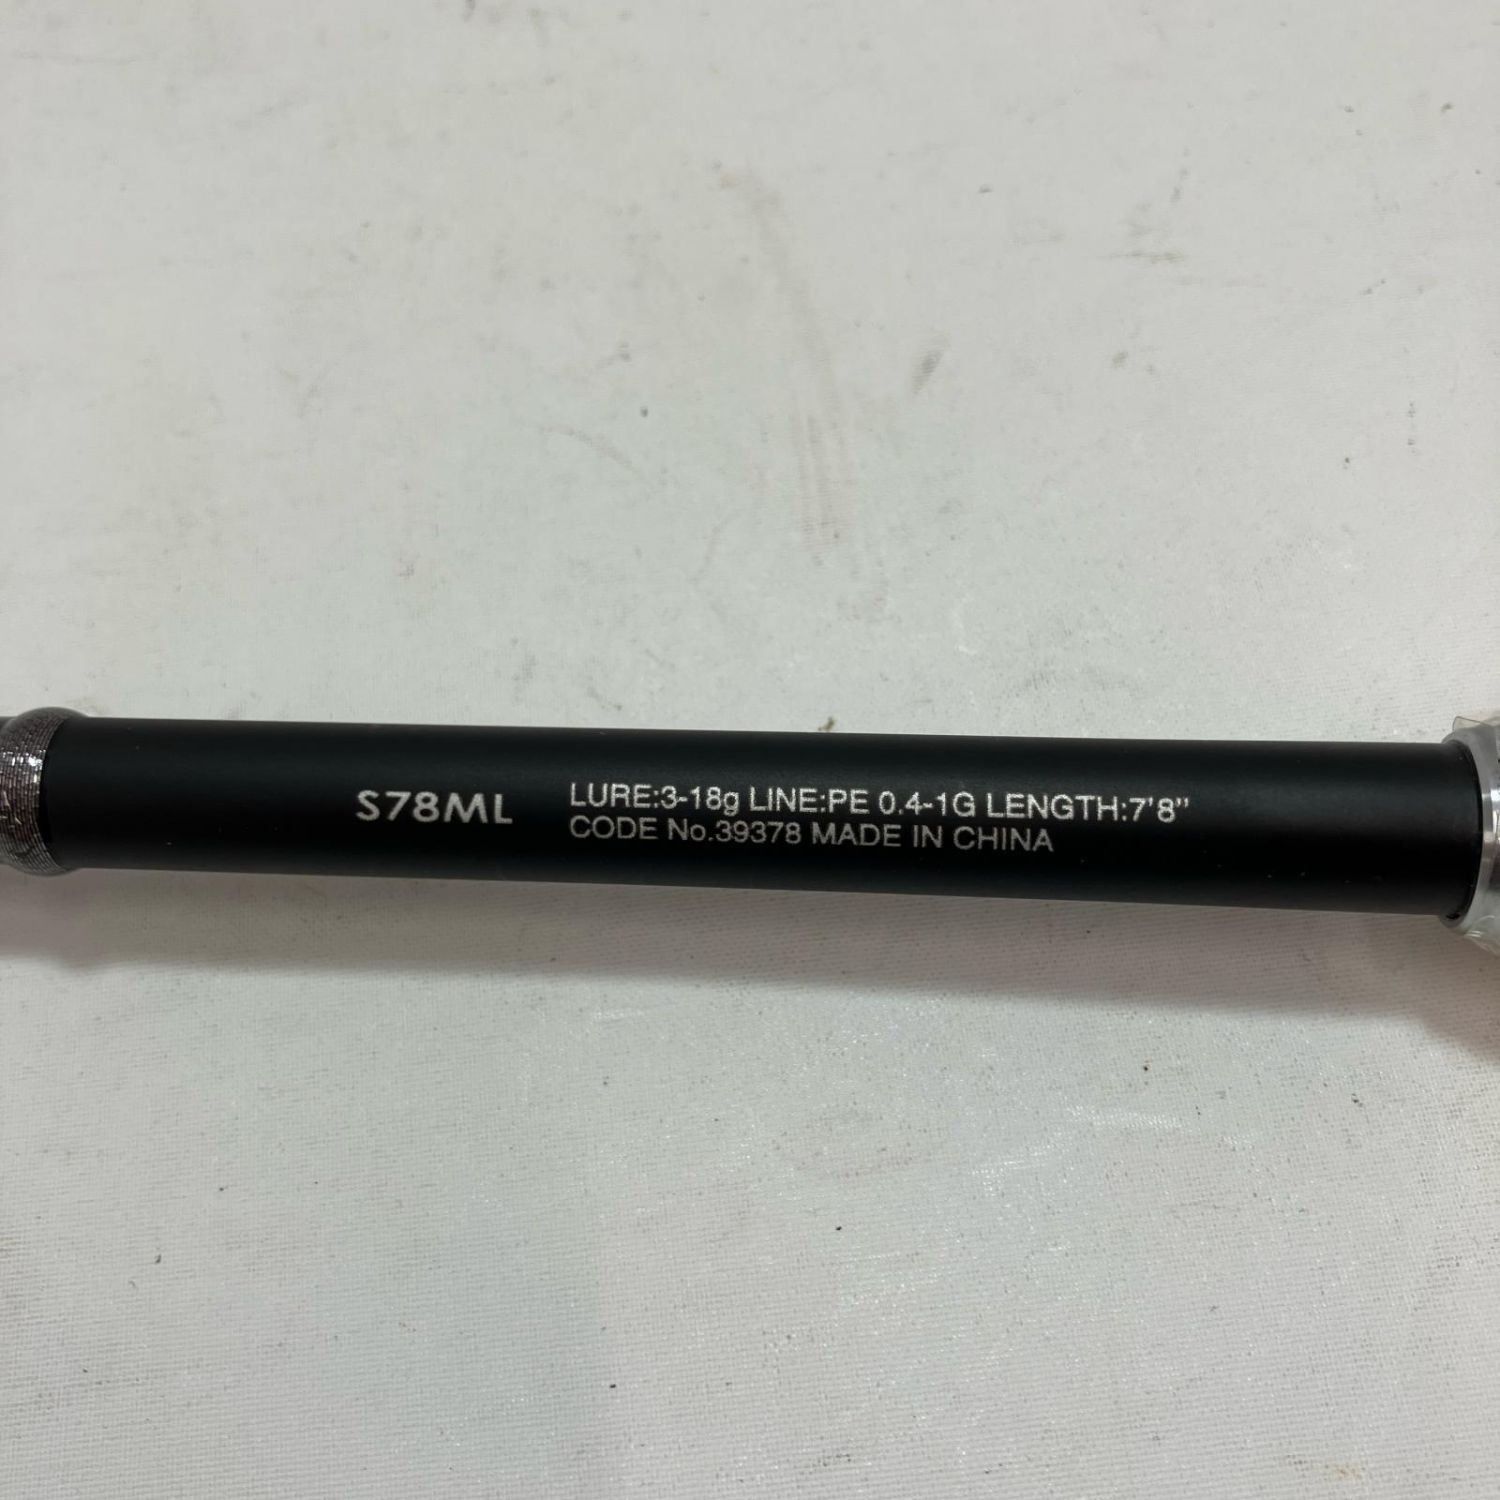 S78ML
LURE:3-18g LINE:PE 0.4-1G LENGTH:7'8"
CODE No.39378 MADE IN CHINA